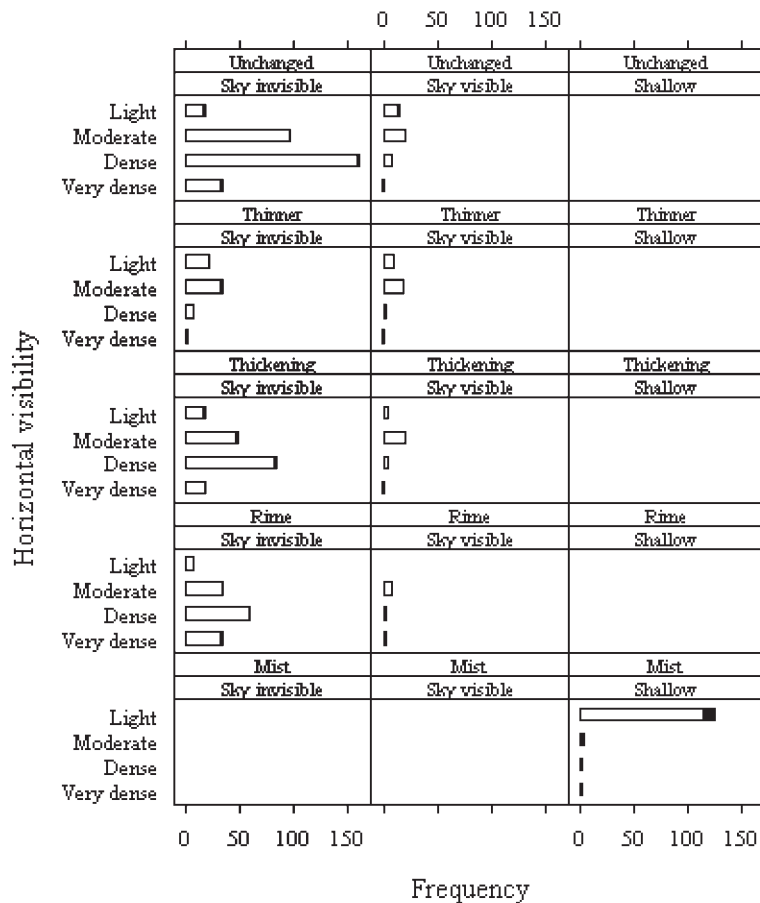 0 50 100 150
Unchanged Unchanged Unchanged
Sky invisible Sky visible Shallow
Light
Moderate
Dense
Very dense
Thinner Thinner Thinner
Sky invisible Sky visible Shallow
Light
Moderate
Dense
Very dense
Thickening Thickening Thickening
Sky invisible Sky visible Shallow
Light
Moderate
Dense
Very dense
Rime Rime Rime
Sky invisible Sky visible Shallow
Light
Moderate
Dense
Very dense
Mist Mist Mist
Sky invisible Sky visible Shallow
Light
Moderate
Dense
Very dense
0 50 100 150 0 50 100 150
Horizontal visibility
Frequency